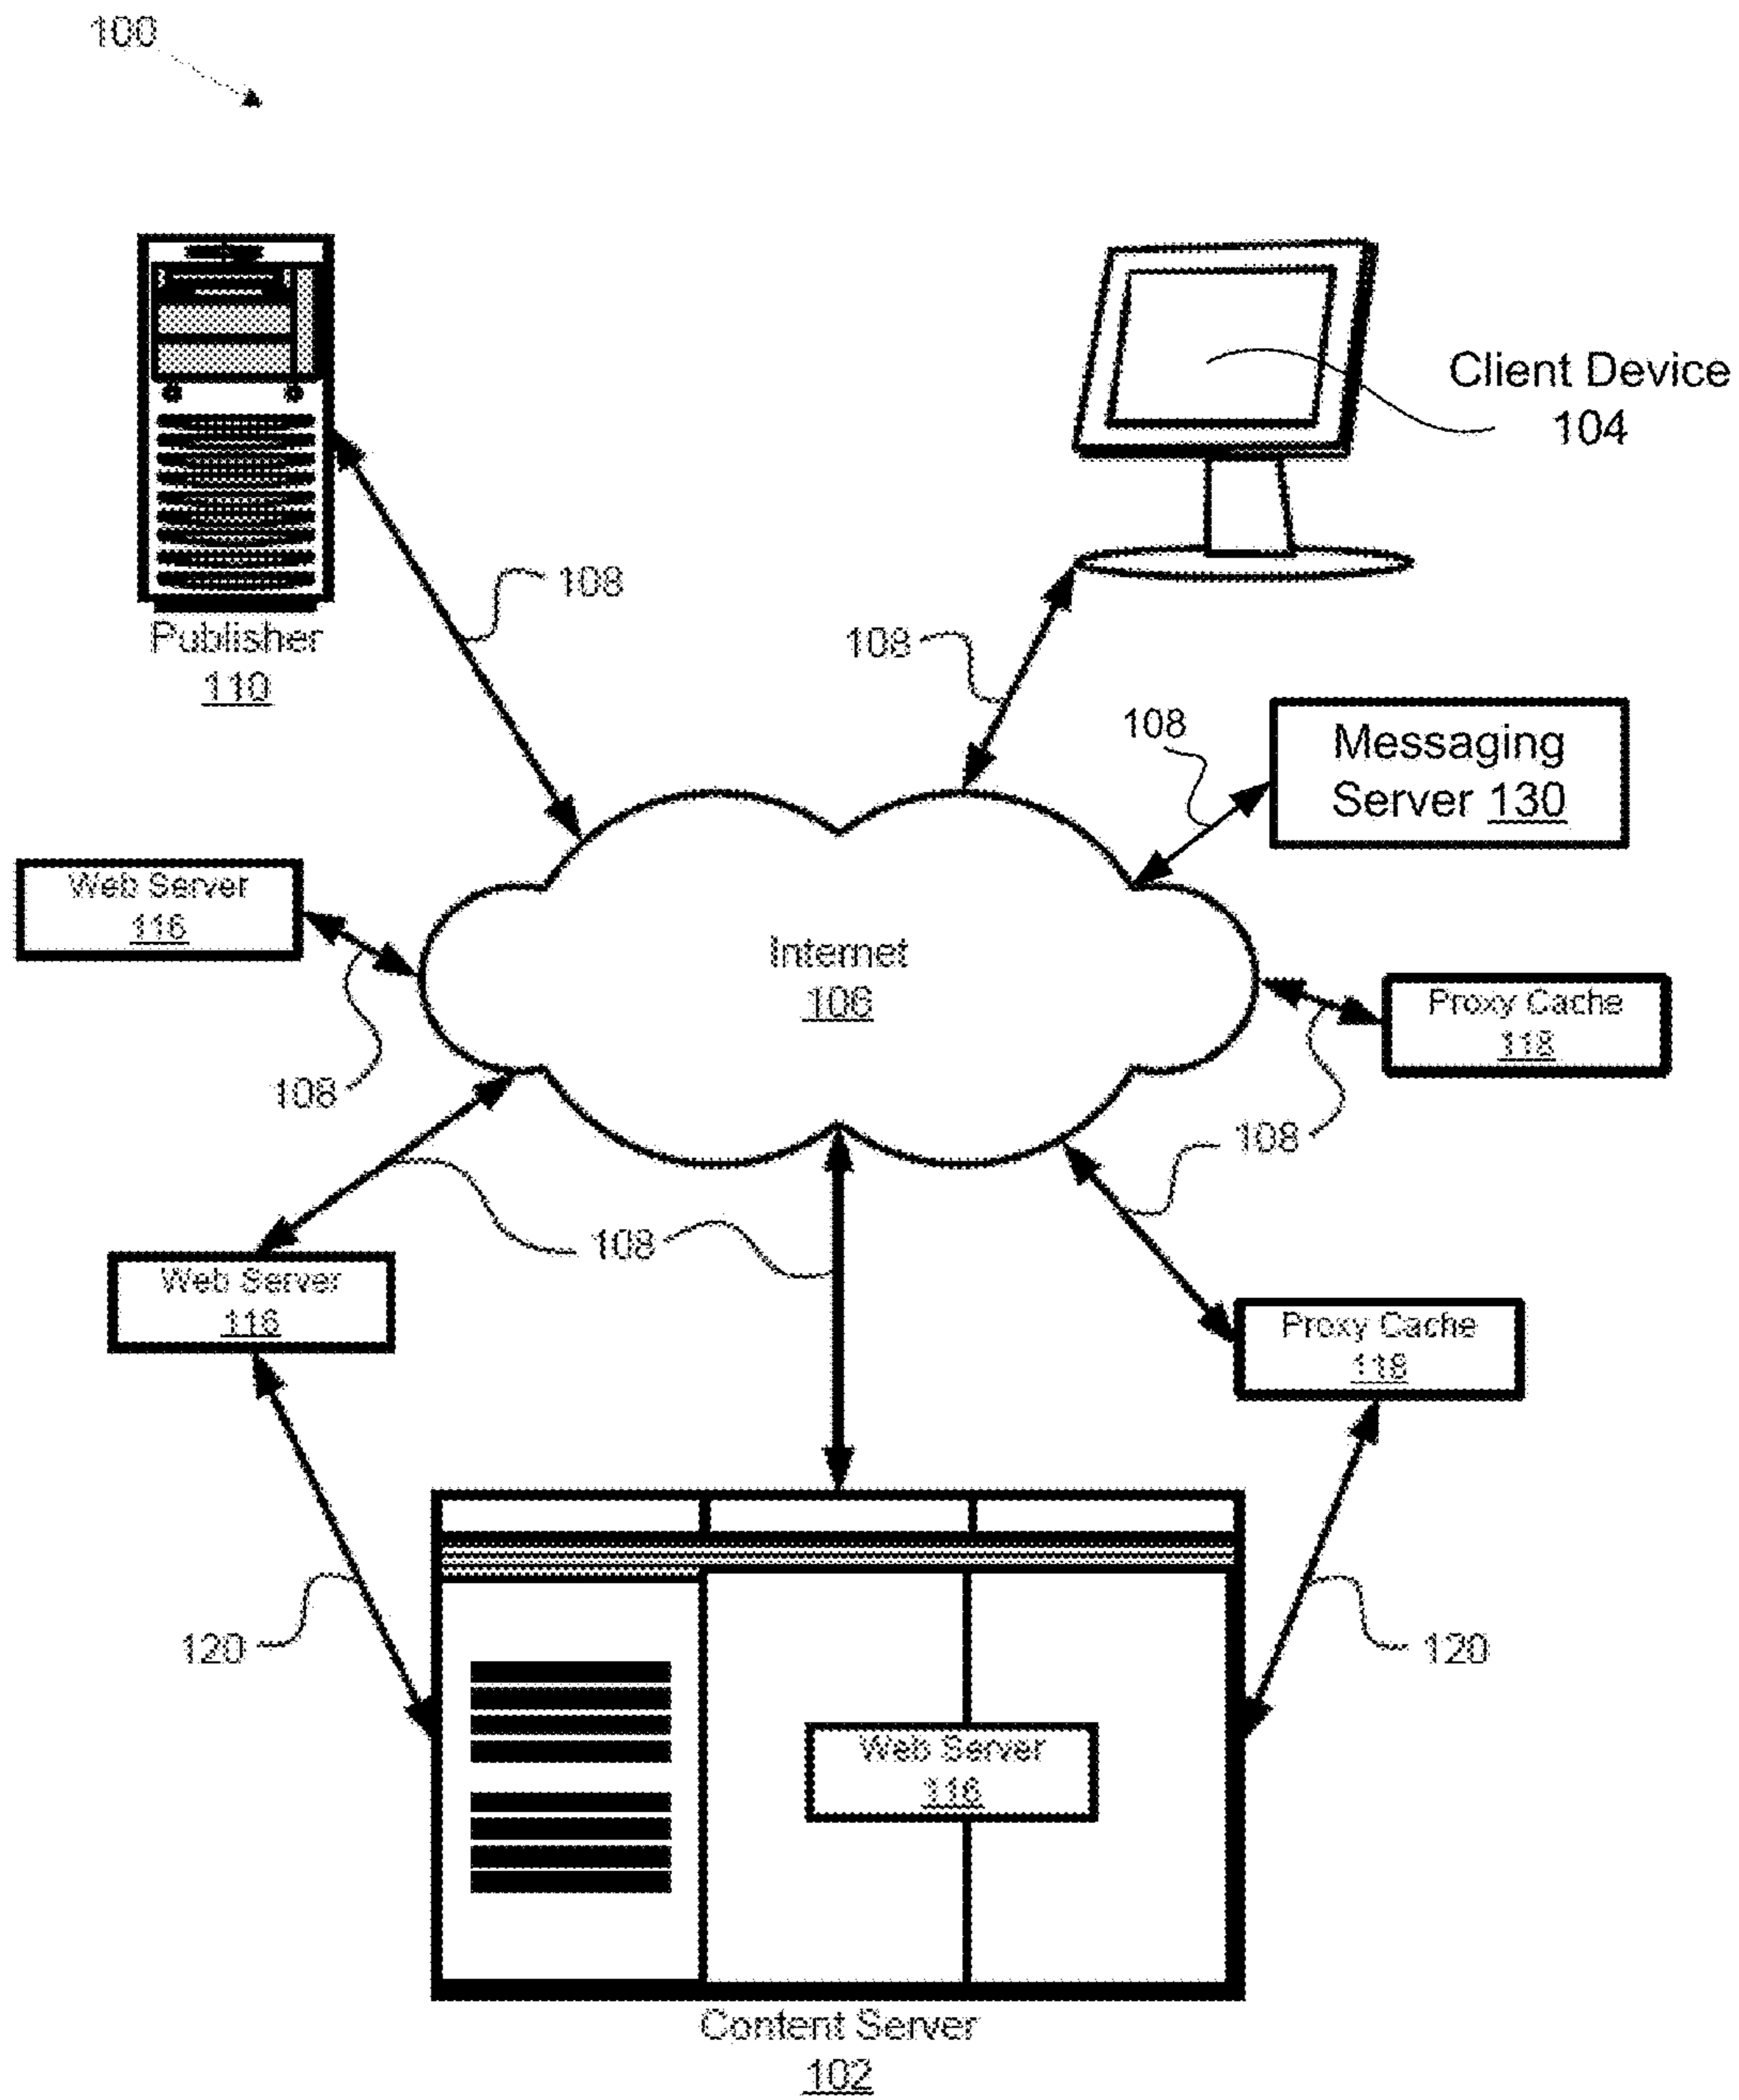 100
Client Device
104
108
Publisher
110
108
108
Messaging
Server 130
Web Server
116
Internet
106
Proxy Cache
118
108
108
108
Web Server
116
Proxy Cache
118
120
120
Web Server
116
Content Server
102